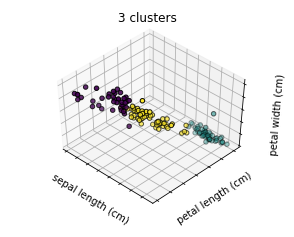 3 clusters
sepal length (cm)
petal length (cm)
petal width (cm)